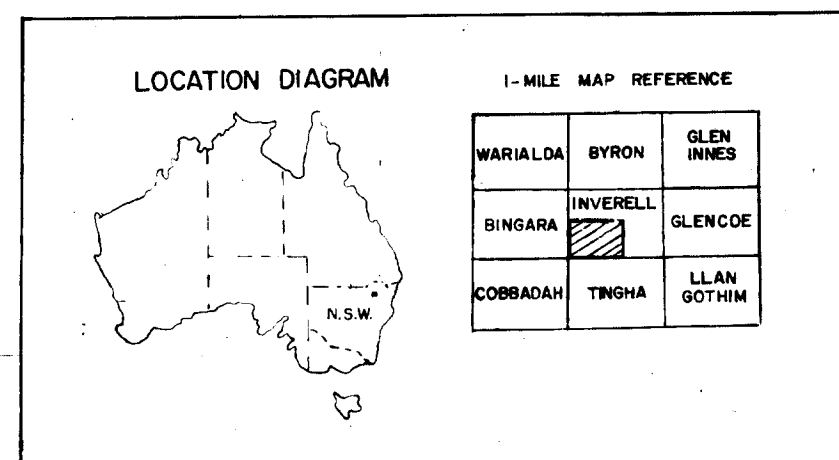 LOCATION DIAGRAM
N.S.W.
1-MILE MAP REFERENCE
WARIALDA BYRON GLEN INNES
BINGARA INVERELL GLENCOE
COBBADAH TINGHA LLAN GOTHIM